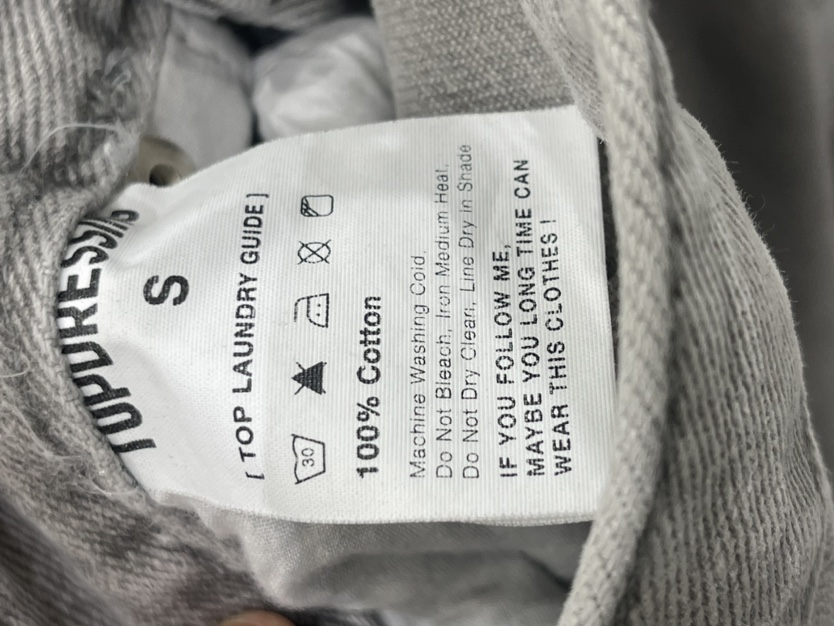 TOPDRESSING
S
[ TOP LAUNDRY GUIDE ]
30
100% Cotton
Machine Washing Cold.
Do Not Bleach, Iron Medium Heat.
Do Not Dry Clean, Line Dry in Shade
IF YOU FOLLOW ME,
MAYBE YOU LONG TIME CAN
WEAR THIS CLOTHES !